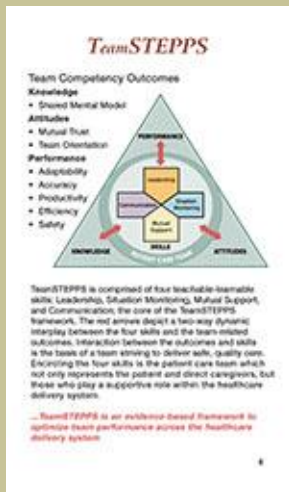 TeamSTEPPS
Team Competency Outcomes
Knowledge
• Shared Mental Model
Attitudes
• Mutual Trust
• Team Orientation
Performance
• Adaptability
• Accuracy
• Productivity
• Efficiency
• Safety
PERFORMANCE
Leadership
Communication
Situation
Monitoring
Mutual
Support
SKILLS
KNOWLEDGE
ATTITUDES
PATIENT CARE TEAM
TeamSTEPPS is comprised of four teachable-learnable
skills: Leadership, Situation Monitoring, Mutual Support,
and Communication; the core of the TeamSTEPPS
framework. The red arrows depict a two-way dynamic
interplay between the four skills and the team-related
outcomes. Interaction between the outcomes and skills
is the basis of a team striving to deliver safe, quality care.
Encircling the four skills is the patient care team which
not only represents the patient and direct caregivers, but
those who play a supportive role within the healthcare
delivery system.
...TeamSTEPPS is an evidence-based framework to
optimize team performance across the healthcare
delivery system